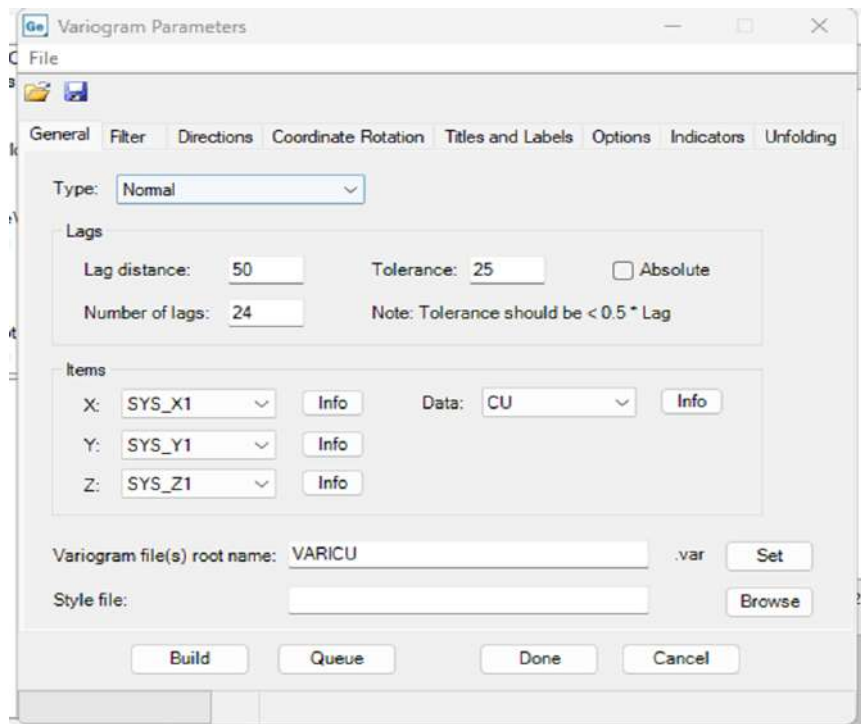 Ge Variogram Parameters
File
General Filter Directions Coordinate Rotation Titles and Labels Options Indicators Unfolding
Type: Normal
Lags
Lag distance: 50 Tolerance: 25 Absolute
Number of lags: 24 Note: Tolerance should be < 0.5 * Lag
Items
X: SYS_X1 Info Data: CU Info
Y: SYS_Y1 Info
Z: SYS_Z1 Info
Variogram file(s) root name: VARICU .var Set
Style file: Browse
Build Queue Done Cancel